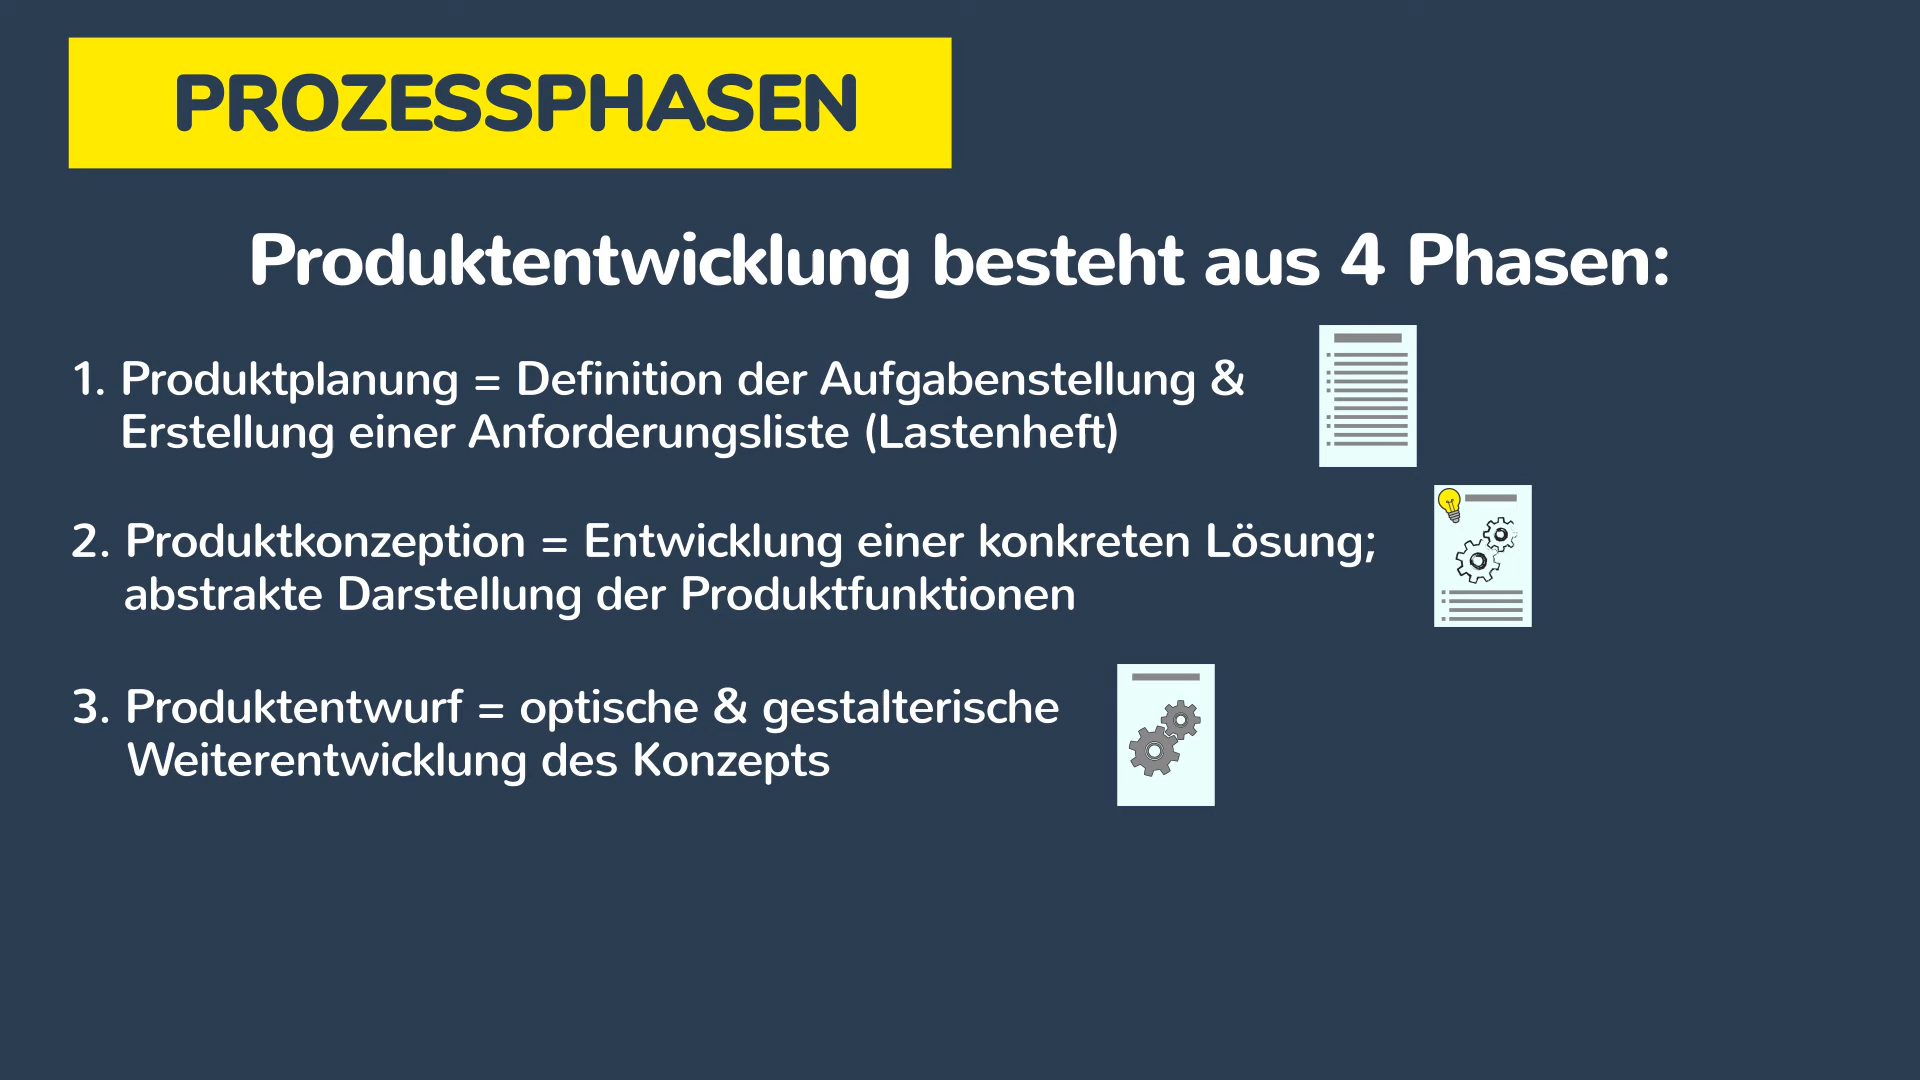 PROZESSPHASEN
Produktentwicklung besteht aus 4 Phasen:
1. Produktplanung = Definition der Aufgabenstellung &
Erstellung einer Anforderungsliste (Lastenheft)
2. Produktkonzeption = Entwicklung einer konkreten Lösung;
abstrakte Darstellung der Produktfunktionen
3. Produktentwurf = optische & gestalterische
Weiterentwicklung des Konzepts